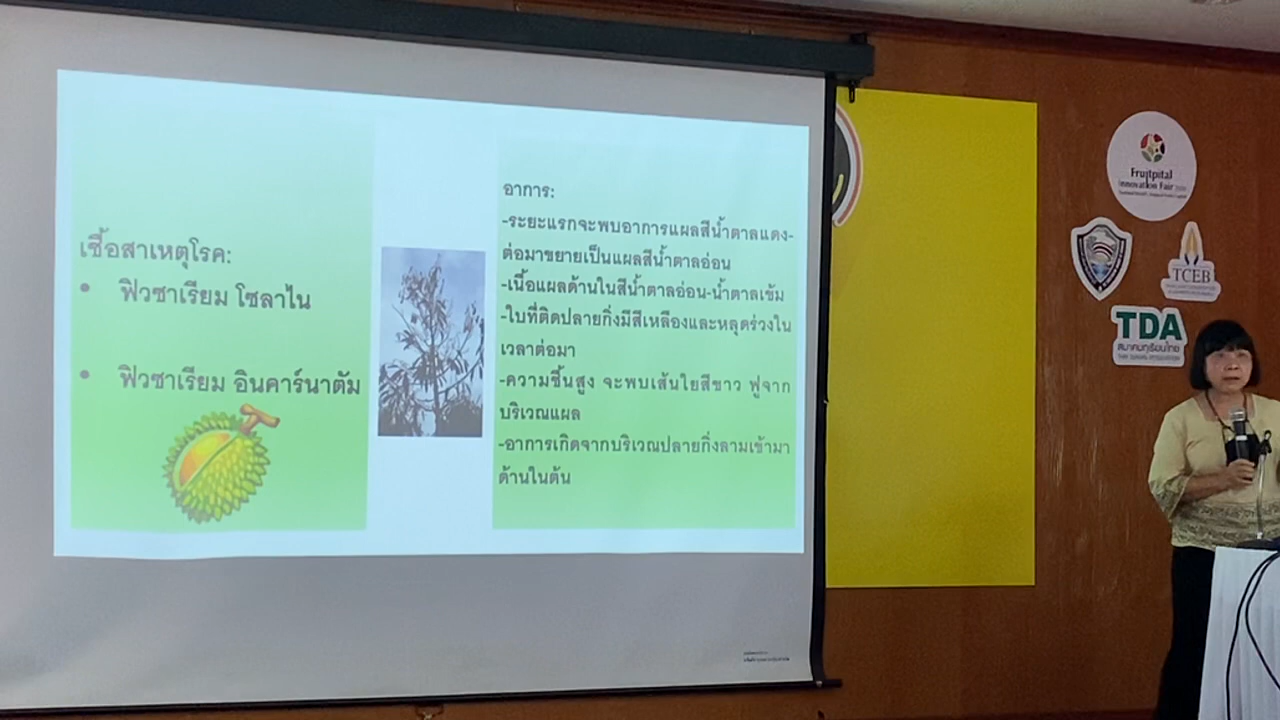 เชื้อสาเหตุโรค:
• ฟิวซาเรียม โซลาไน
• ฟิวซาเรียม อินคาร์นาตัม
อาการ:
-ระยะแรกจะพบอาการแผลสีน้ำตาลแดง-
ต่อมาขยายเป็นแผลสีน้ำตาลอ่อน
-เนื้อแผลด้านในสีน้ำตาลอ่อน-น้ำตาลเข้ม
-ใบที่ติดปลายกิ่งมีสีเหลืองและหลุดร่วงใน
เวลาต่อมา
-ความชื้นสูง จะพบเส้นใยสีขาว ฟูจาก
บริเวณแผล
-อาการเกิดจากบริเวณปลายกิ่งลามเข้ามา
ด้านในต้น
Fruitpital
Innovation Fair
TCEB
TDA
สมาคมทุเรียนไทย
THAI DURIAN ASSOCIATION